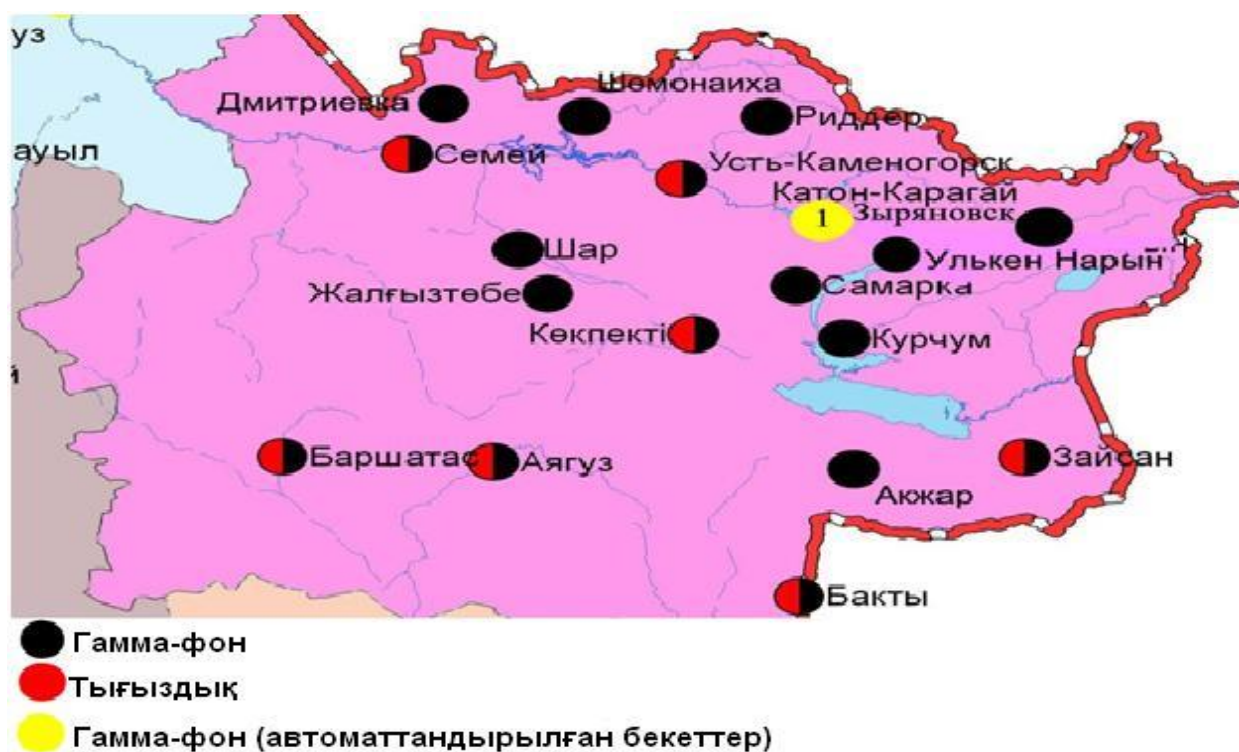 уз
Шемонаиха
Дмитриевка
Риддер
ауыл
Семей
Усть-Каменогорск
Катон-Карагай
1
Зыряновск
Шар
Улькен Нарын
Жалғызтөбе
Самарка
Көкпекті
Курчум
й
Баршатас
Аягуз
Зайсан
Акжар
Бакты
Гамма-фон
Тығыздық
Гамма-фон (автоматтандырылған бекеттер)